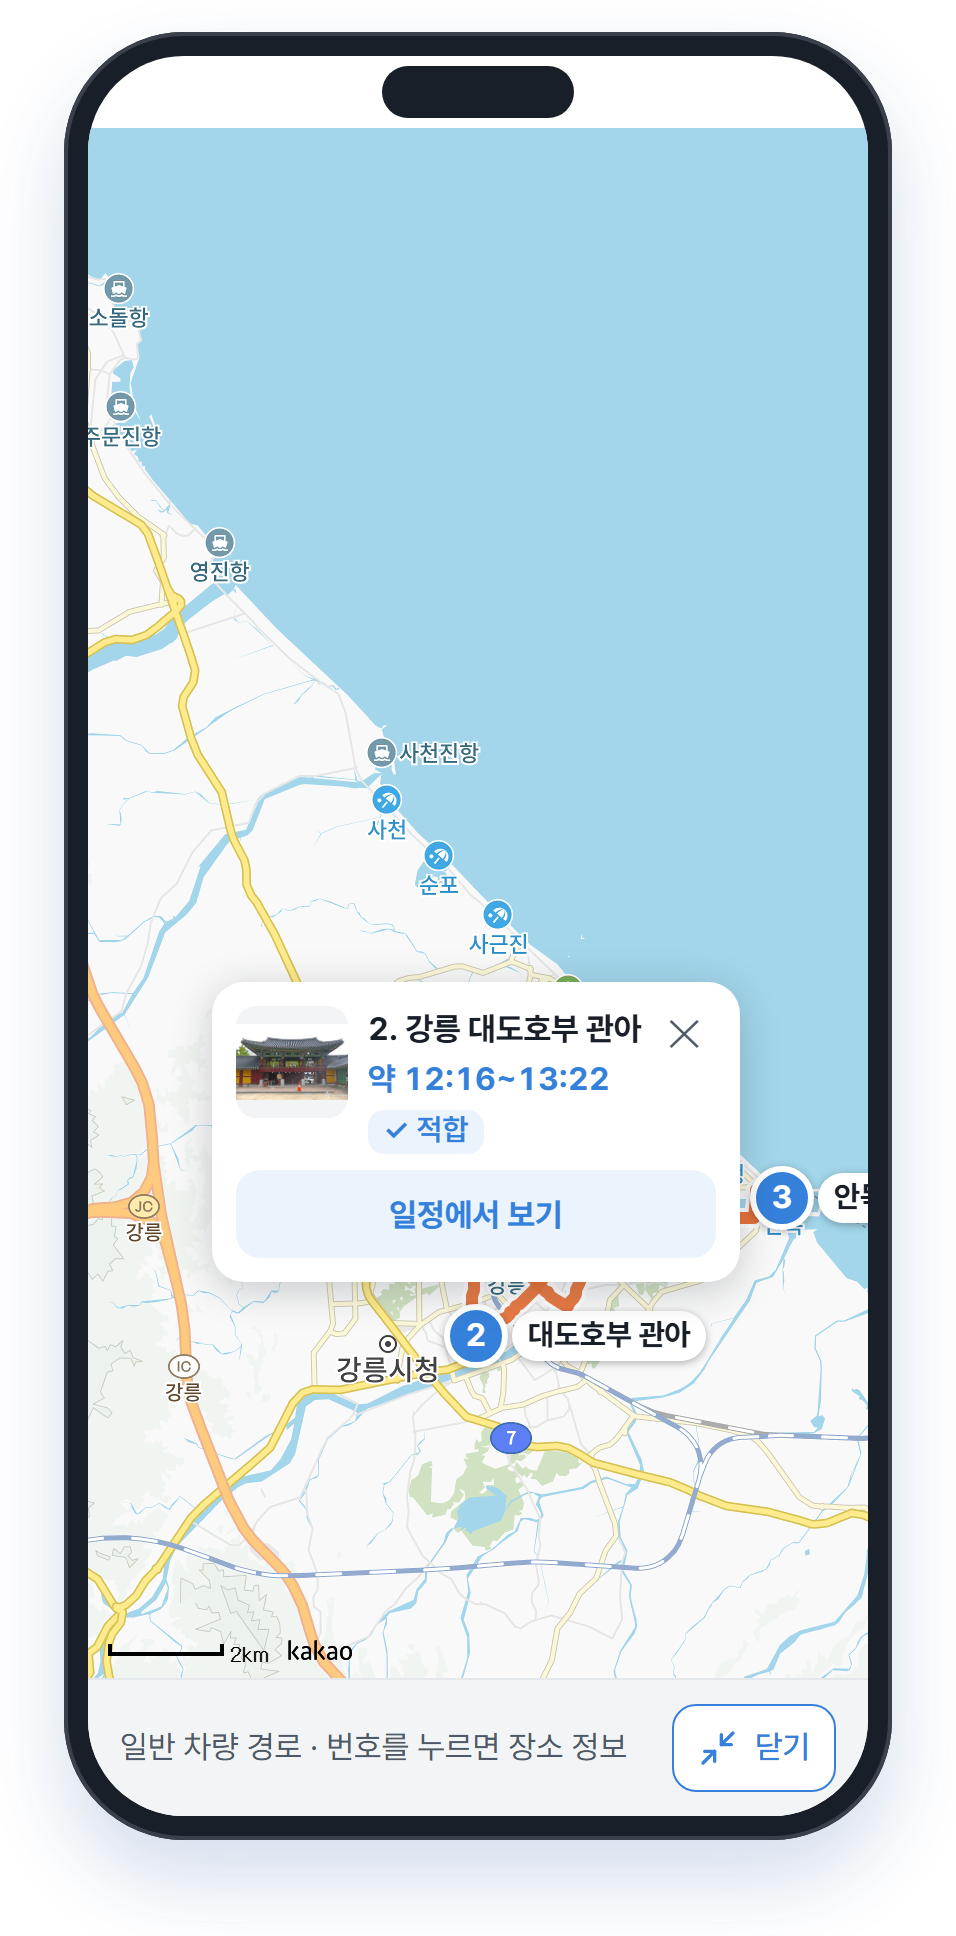 소돌항
주문진항
영진항
사천진항
사천
순포
사근진
2. 강릉 대도호부 관아
약 12:16~13:22
적합
일정에서 보기
3
JC
강릉
강릉
2
대도호부 관아
강릉시청
IC
강릉
7
2km kakao
일반 차량 경로 · 번호를 누르면 장소 정보
닫기